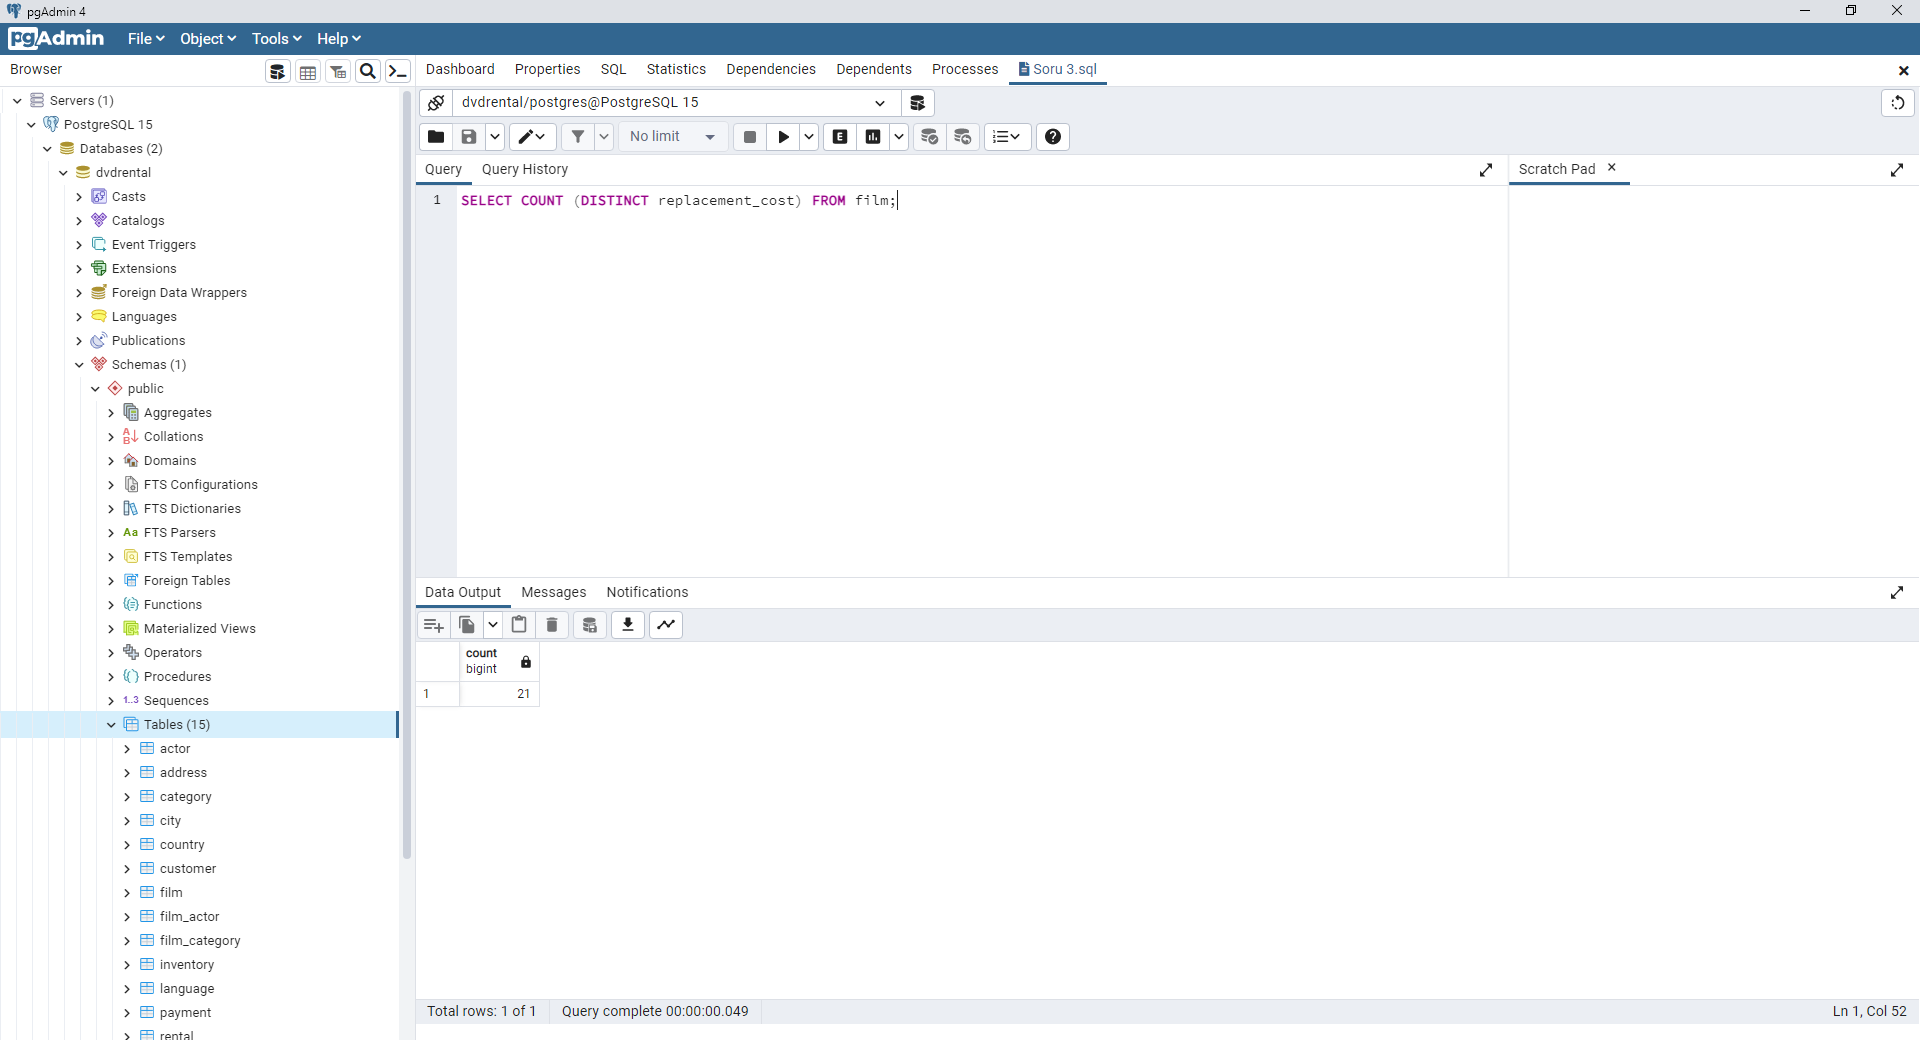 pgAdmin 4
pgAdmin File Object Tools Help
Browser
Dashboard Properties SQL Statistics Dependencies Dependents Processes Soru 3.sql
Servers (1)
PostgreSQL 15
Databases (2)
dvdrental
Casts
Catalogs
Event Triggers
Extensions
Foreign Data Wrappers
Languages
Publications
Schemas (1)
public
Aggregates
Collations
Domains
FTS Configurations
FTS Dictionaries
Aa FTS Parsers
FTS Templates
Foreign Tables
Functions
Materialized Views
Operators
Procedures
1..3 Sequences
Tables (15)
actor
address
category
city
country
customer
film
film_actor
film_category
inventory
language
payment
rental
dvdrental/postgres@PostgreSQL 15
No limit
E
Query Query History
Scratch Pad
1 SELECT COUNT (DISTINCT replacement_cost) FROM film;
Data Output Messages Notifications
count
bigint
1 21
Total rows: 1 of 1 Query complete 00:00:00.049 Ln 1, Col 52